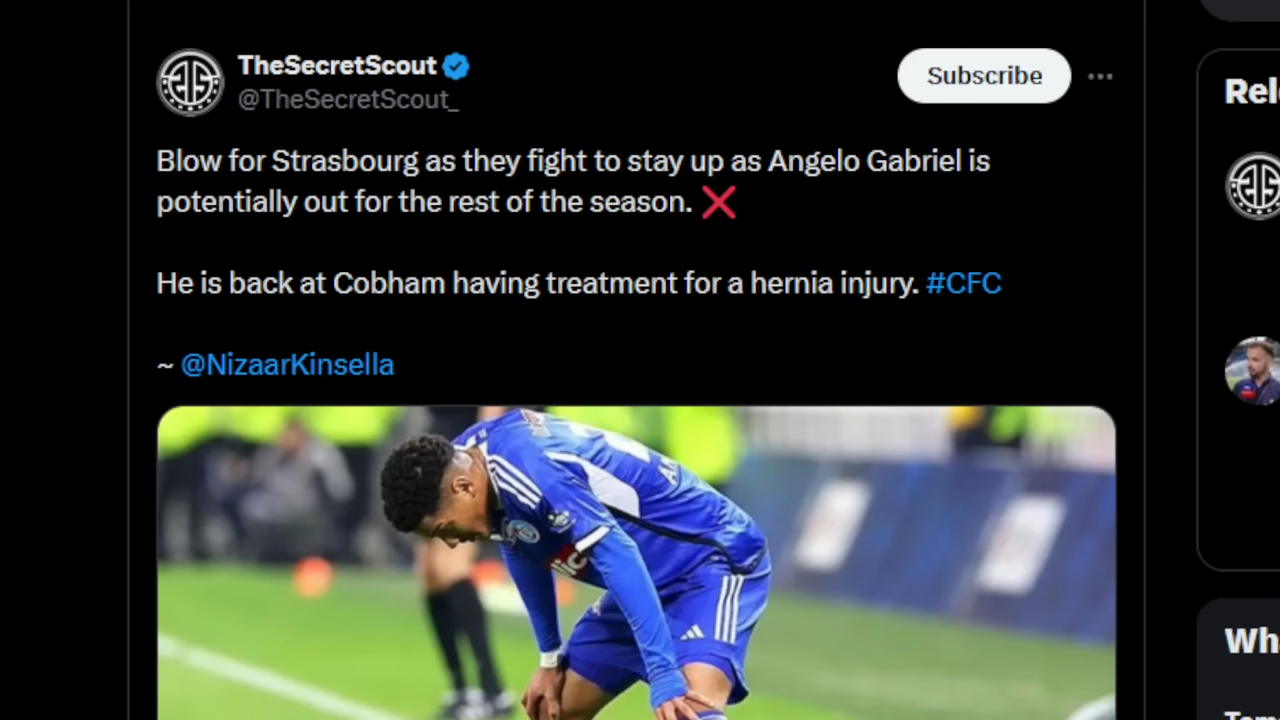 TheSecretScout
@TheSecretScout_
Subscribe
Blow for Strasbourg as they fight to stay up as Angelo Gabriel is
potentially out for the rest of the season. ❌
He is back at Cobham having treatment for a hernia injury. #CFC
~ @NizaarKinsella
Rel
Wh